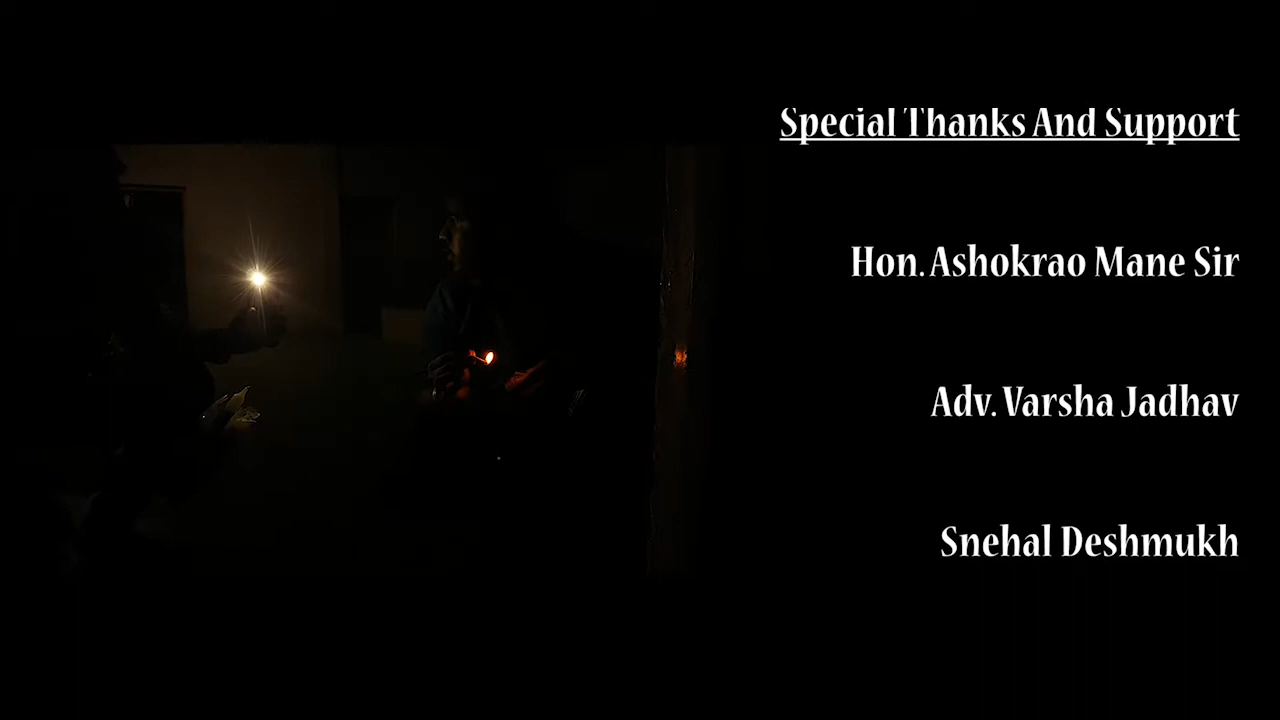 Special Thanks And Support
Hon. Ashokrao Mane Sir
Adv. Varsha Jadhav
Snehal Deshmukh